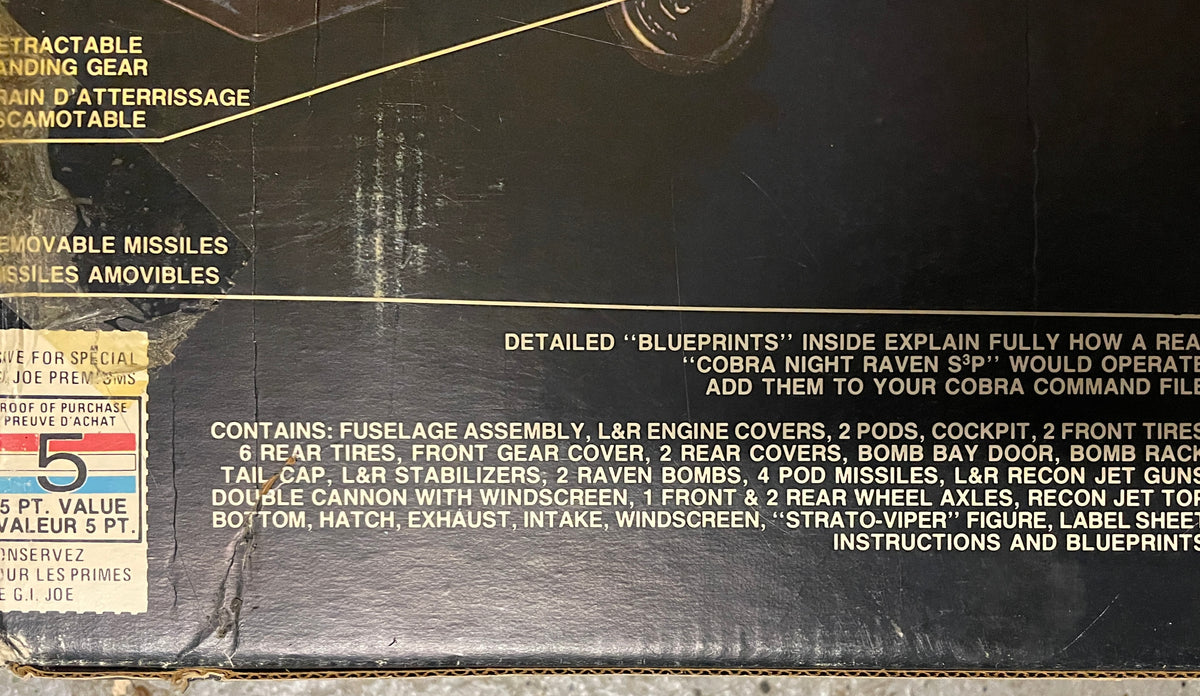 ETRACTABLE
ANDING GEAR
RAIN D'ATTERRISSAGE
SCAMOTABLE
EMOVABLE MISSILES
ISSILES AMOVIBLES
DETAILED "BLUEPRINTS" INSIDE EXPLAIN FULLY HOW A REA
"COBRA NIGHT RAVEN S³P" WOULD OPERATE
ADD THEM TO YOUR COBRA COMMAND FILE
AVE FOR SPECIAL
G.I. JOE PREMIUMS
ROOF OF PURCHASE
PREUVE D'ACHAT
5
5 PT. VALUE
VALEUR 5 PT.
ONSERVEZ
OUR LES PRIMES
E G.I. JOE
CONTAINS: FUSELAGE ASSEMBLY, L&R ENGINE COVERS, 2 PODS, COCKPIT, 2 FRONT TIRES
6 REAR TIRES, FRONT GEAR COVER, 2 REAR COVERS, BOMB BAY DOOR, BOMB RACK
TAIL CAP, L&R STABILIZERS, 2 RAVEN BOMBS, 4 POD MISSILES, L&R RECON JET GUNS
DOUBLE CANNON WITH WINDSCREEN, 1 FRONT & 2 REAR WHEEL AXLES, RECON JET TOP
BOTTOM, HATCH, EXHAUST, INTAKE, WINDSCREEN, "STRATO-VIPER" FIGURE, LABEL SHEET
INSTRUCTIONS AND BLUEPRINTS